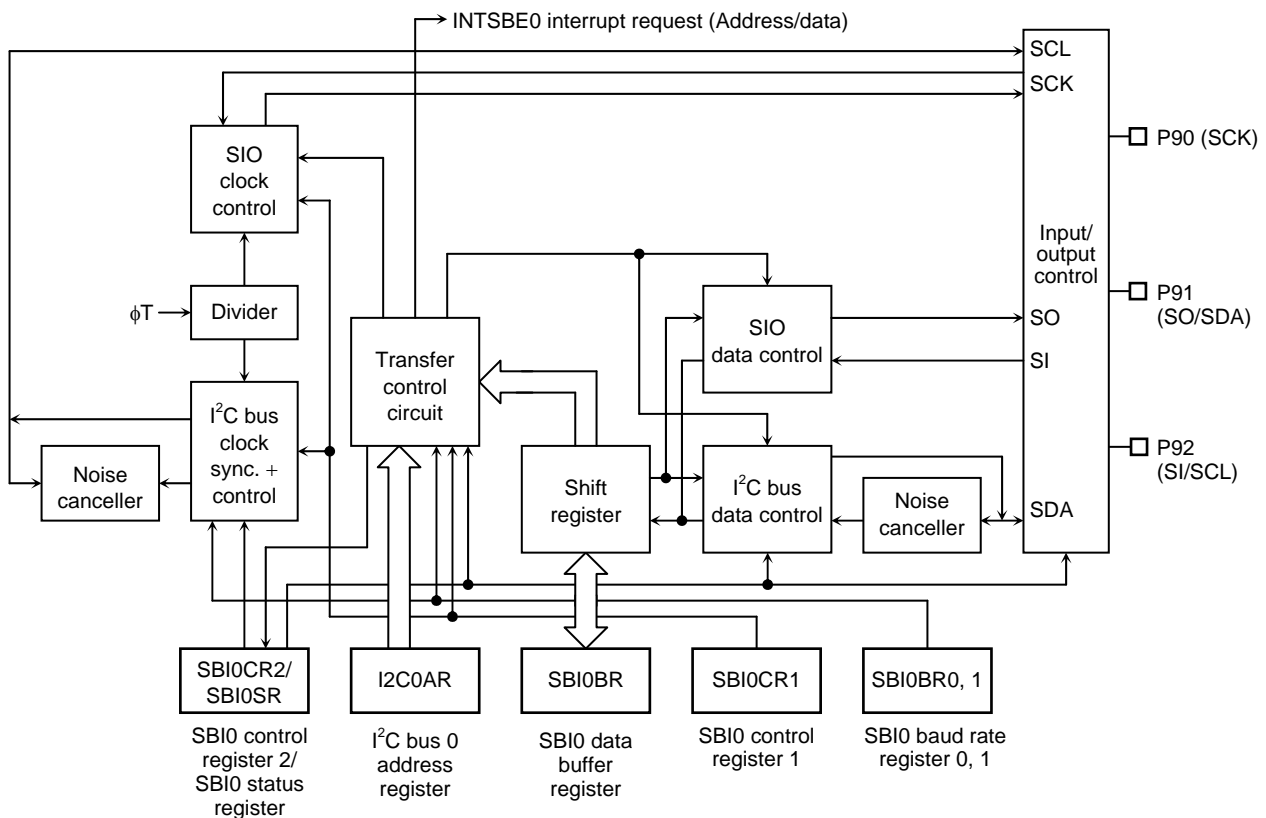 INTSBE0 interrupt request (Address/data)
SCL
SCK
SIO
clock
control
P90 (SCK)
Input/
output
control
φT
Divider
P91
(SO/SDA)
SO
SI
SIO
data control
Transfer
control
circuit
I²C bus
clock
sync. +
control
Noise
canceller
Shift
register
I²C bus
data control
Noise
canceller
SDA
P92
(SI/SCL)
SBI0CR2/
SBI0SR
I2C0AR
SBI0BR
SBI0CR1
SBI0BR0, 1
SBI0 control
register 2/
SBI0 status
register
I²C bus 0
address
register
SBI0 data
buffer
register
SBI0 control
register 1
SBI0 baud rate
register 0, 1